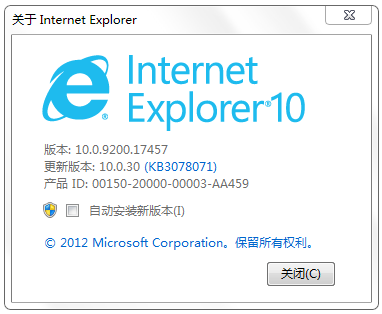 关于 Internet Explorer
Internet
Explorer®10
版本: 10.0.9200.17457
更新版本: 10.0.30 (KB3078071)
产品 ID: 00150-20000-00003-AA459
自动安装新版本(I)
© 2012 Microsoft Corporation。保留所有权利。
关闭(C)